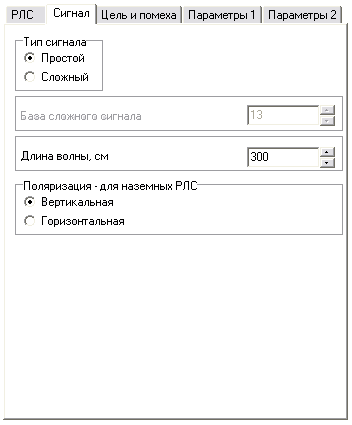 РЛС Сигнал Цель и помеха Параметры 1 Параметры 2
Тип сигнала
Простой
Сложный
База сложного сигнала 13
Длина волны, см 300
Поляризация - для наземных РЛС
Вертикальная
Горизонтальная